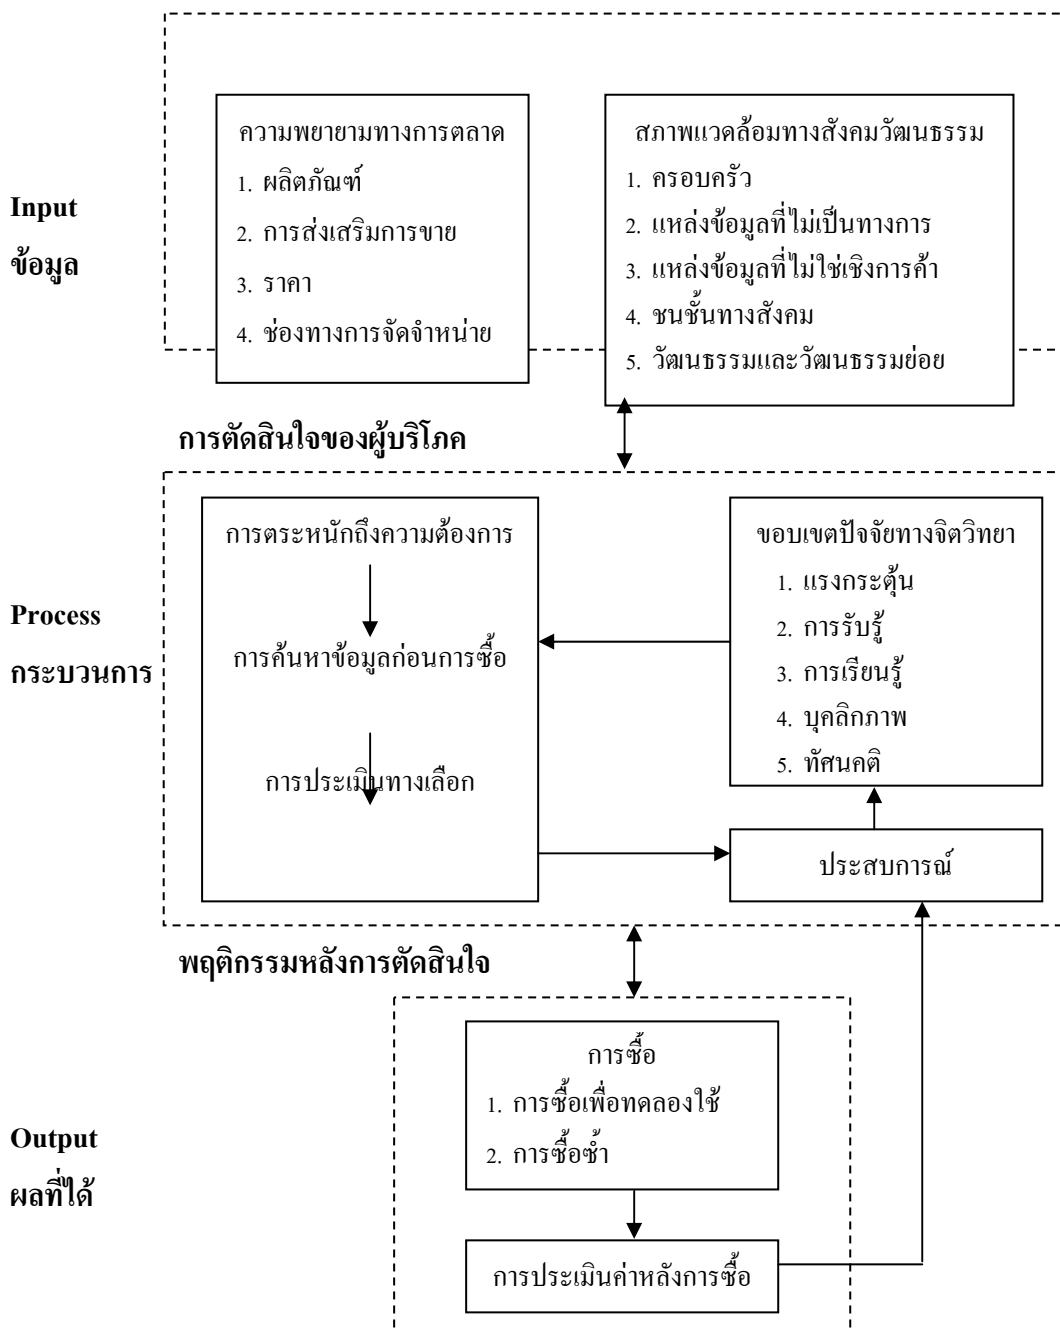 Input
ข้อมูล
ความพยายามทางการตลาด
1. ผลิตภัณฑ์
2. การส่งเสริมการขาย
3. ราคา
4. ช่องทางการจัดจำหน่าย
สภาพแวดล้อมทางสังคมวัฒนธรรม
1. ครอบครัว
2. แหล่งข้อมูลที่ไม่เป็นทางการ
3. แหล่งข้อมูลที่ไม่ใช่เชิงการค้า
4. ชนชั้นทางสังคม
5. วัฒนธรรมและวัฒนธรรมย่อย
การตัดสินใจของผู้บริโภค
Process
กระบวนการ
การตระหนักถึงความต้องการ
การค้นหาข้อมูลก่อนการซื้อ
การประเมินทางเลือก
ขอบเขตปัจจัยทางจิตวิทยา
1. แรงกระตุ้น
2. การรับรู้
3. การเรียนรู้
4. บุคลิกภาพ
5. ทัศนคติ
ประสบการณ์
พฤติกรรมหลังการตัดสินใจ
Output
ผลที่ได้
การซื้อ
1. การซื้อเพื่อทดลองใช้
2. การซื้อซ้ำ
การประเมินค่าหลังการซื้อ